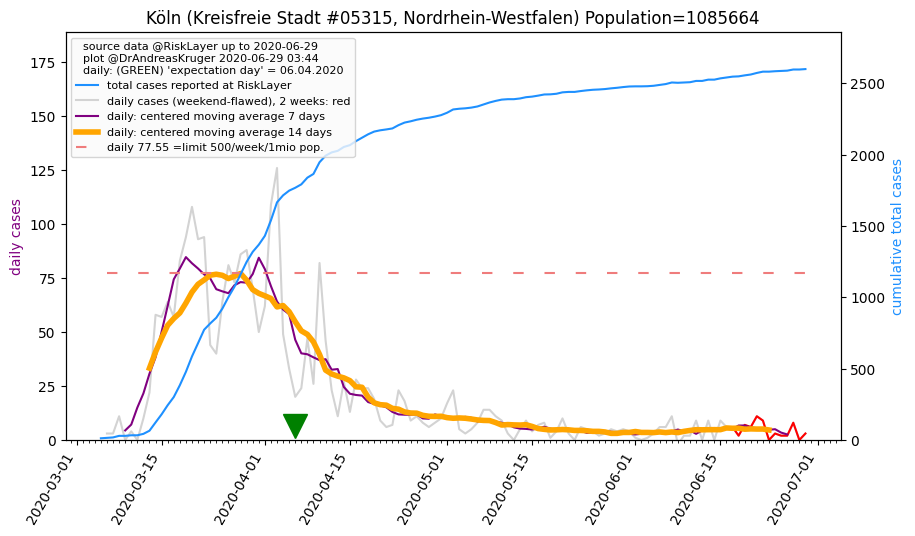 Köln (Kreisfreie Stadt #05315, Nordrhein-Westfalen) Population=1085664
source data @RiskLayer up to 2020-06-29
plot @DrAndreasKruger 2020-06-29 03:44
daily: (GREEN) 'expectation day' = 06.04.2020
total cases reported at RiskLayer
daily cases (weekend-flawed), 2 weeks: red
daily: centered moving average 7 days
daily: centered moving average 14 days
daily 77.55 =limit 500/week/1mio pop.
daily cases
175
150
125
100
75
50
25
0
cumulative total cases
2500
2000
1500
1000
500
0
2020-03-01
2020-03-15
2020-04-01
2020-04-15
2020-05-01
2020-05-15
2020-06-01
2020-06-15
2020-07-01